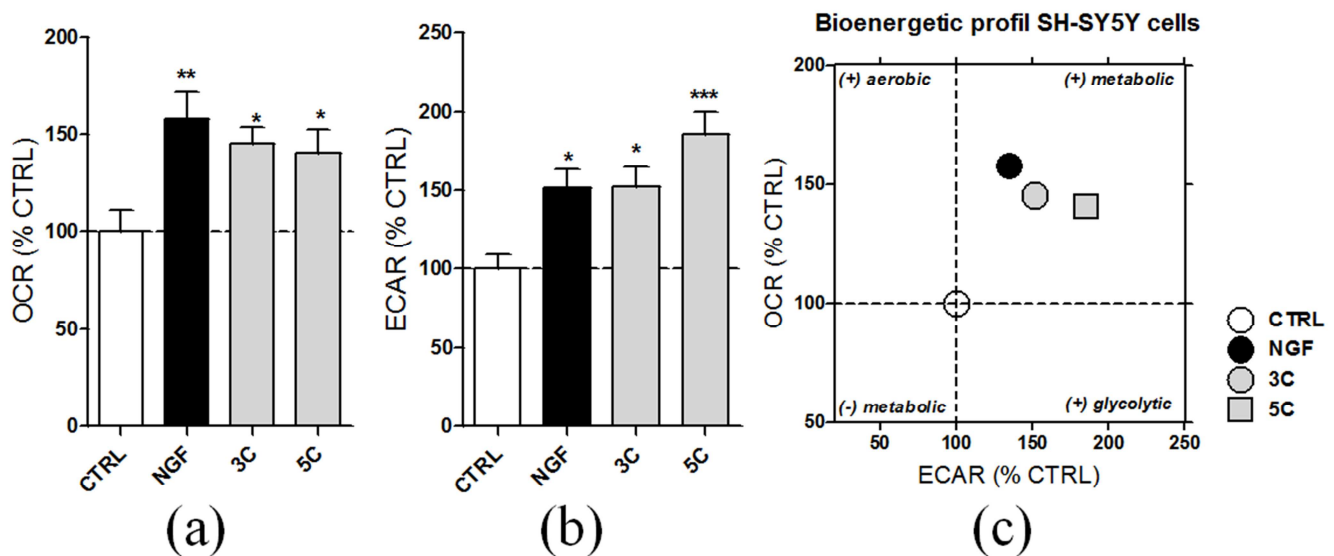 OCR (% CTRL)
200
150
100
50
0
**
*
*
CTRL
NGF
3C
5C
(a)
ECAR (% CTRL)
250
200
150
100
50
0
*
*
***
CTRL
NGF
3C
5C
(b)
Bioenergetic profil SH-SY5Y cells
OCR (% CTRL)
200
150
100
50
(+) aerobic
(+) metabolic
(-) metabolic
(+) glycolytic
50
100
150
200
250
ECAR (% CTRL)
CTRL
NGF
3C
5C
(c)